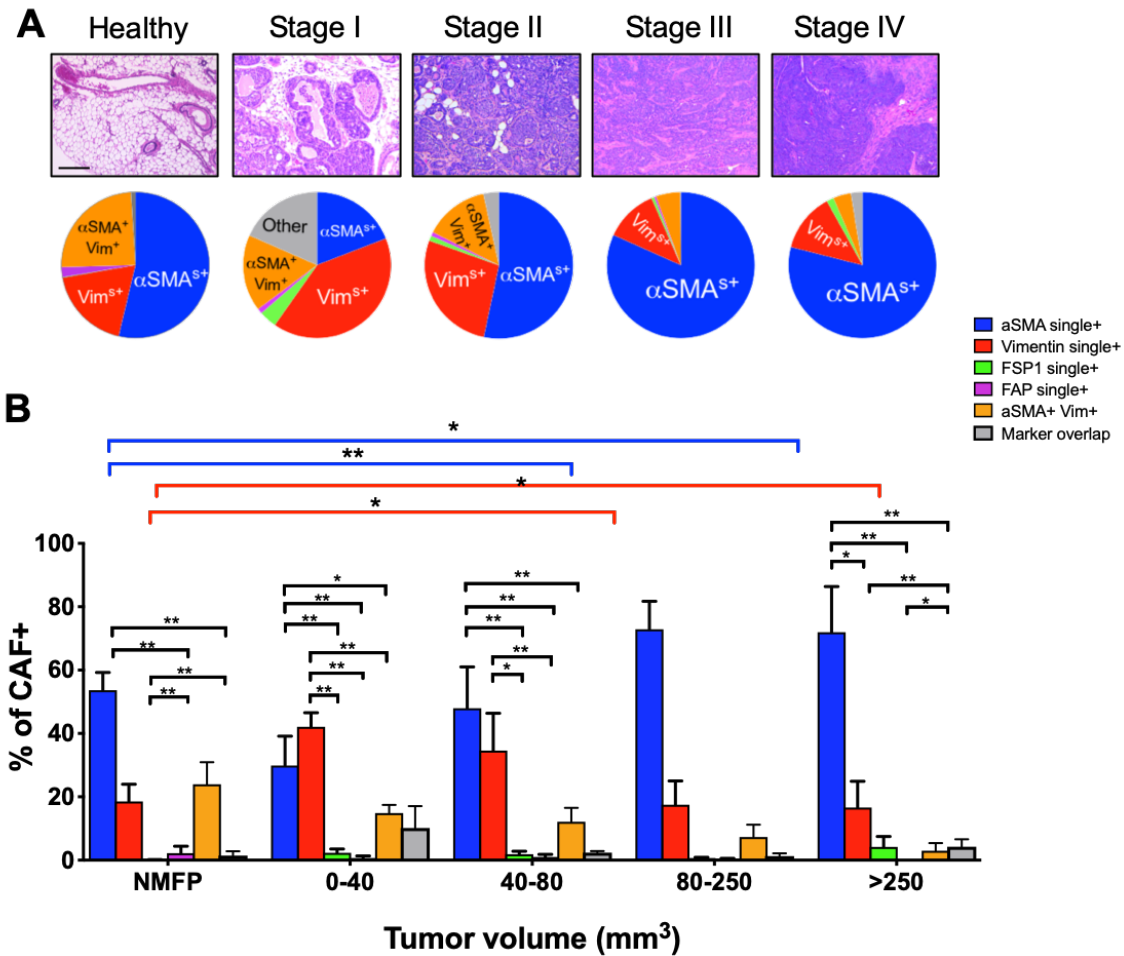 A
Healthy Stage I Stage II Stage III Stage IV
αSMA⁺
Vim⁺
Vimˢ⁺
αSMAˢ⁺
Other
αSMAˢ⁺
αSMA⁺
Vim⁺
Vimˢ⁺
αSMA⁺
Vim⁺
Vimˢ⁺
αSMAˢ⁺
Vimˢ⁺
αSMAˢ⁺
Vimˢ⁺
αSMAˢ⁺
aSMA single+
Vimentin single+
FSP1 single+
FAP single+
aSMA+ Vim+
Marker overlap
B
*
**
*
*
% of CAF+
100
80
60
40
20
0
** ** ** **
* ** ** ** ** **
** ** ** ** *
** ** * ** *
NMFP 0-40 40-80 80-250 >250
Tumor volume (mm³)